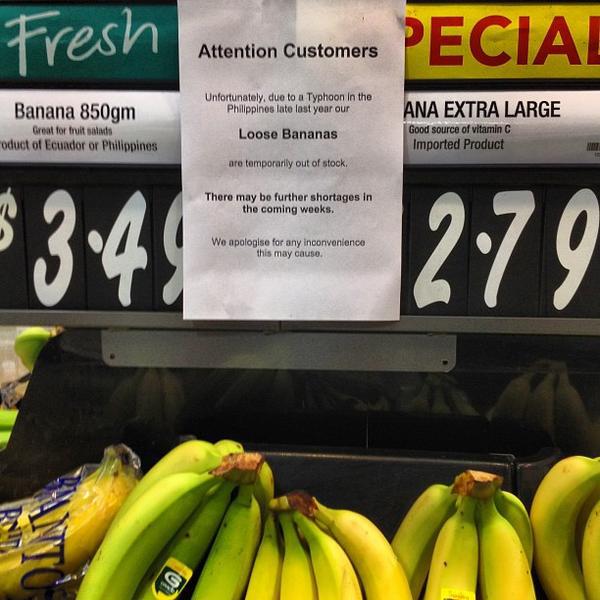 Fresh
PECIAL
Attention Customers
Unfortunately, due to a Typhoon in the
Philippines late last year our
Loose Bananas
are temporarily out of stock.
There may be further shortages in
the coming weeks.
We apologise for any inconvenience
this may cause.
Banana 850gm
Great for fruit salads
roduct of Ecuador or Philippines
$3.49
ANA EXTRA LARGE
Good source of vitamin C
Imported Product
2.79